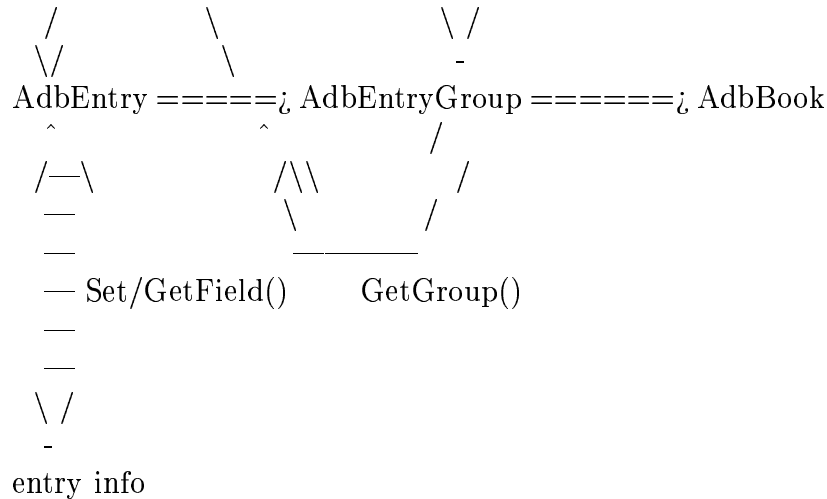 / \ \ /
\/ \ -
AdbEntry =====¿ AdbEntryGroup ======¿ AdbBook
^ ^ /
/—\ /\\ /
— \ /
— ————
— Set/GetField() GetGroup()
—
—
\ /
-
entry info